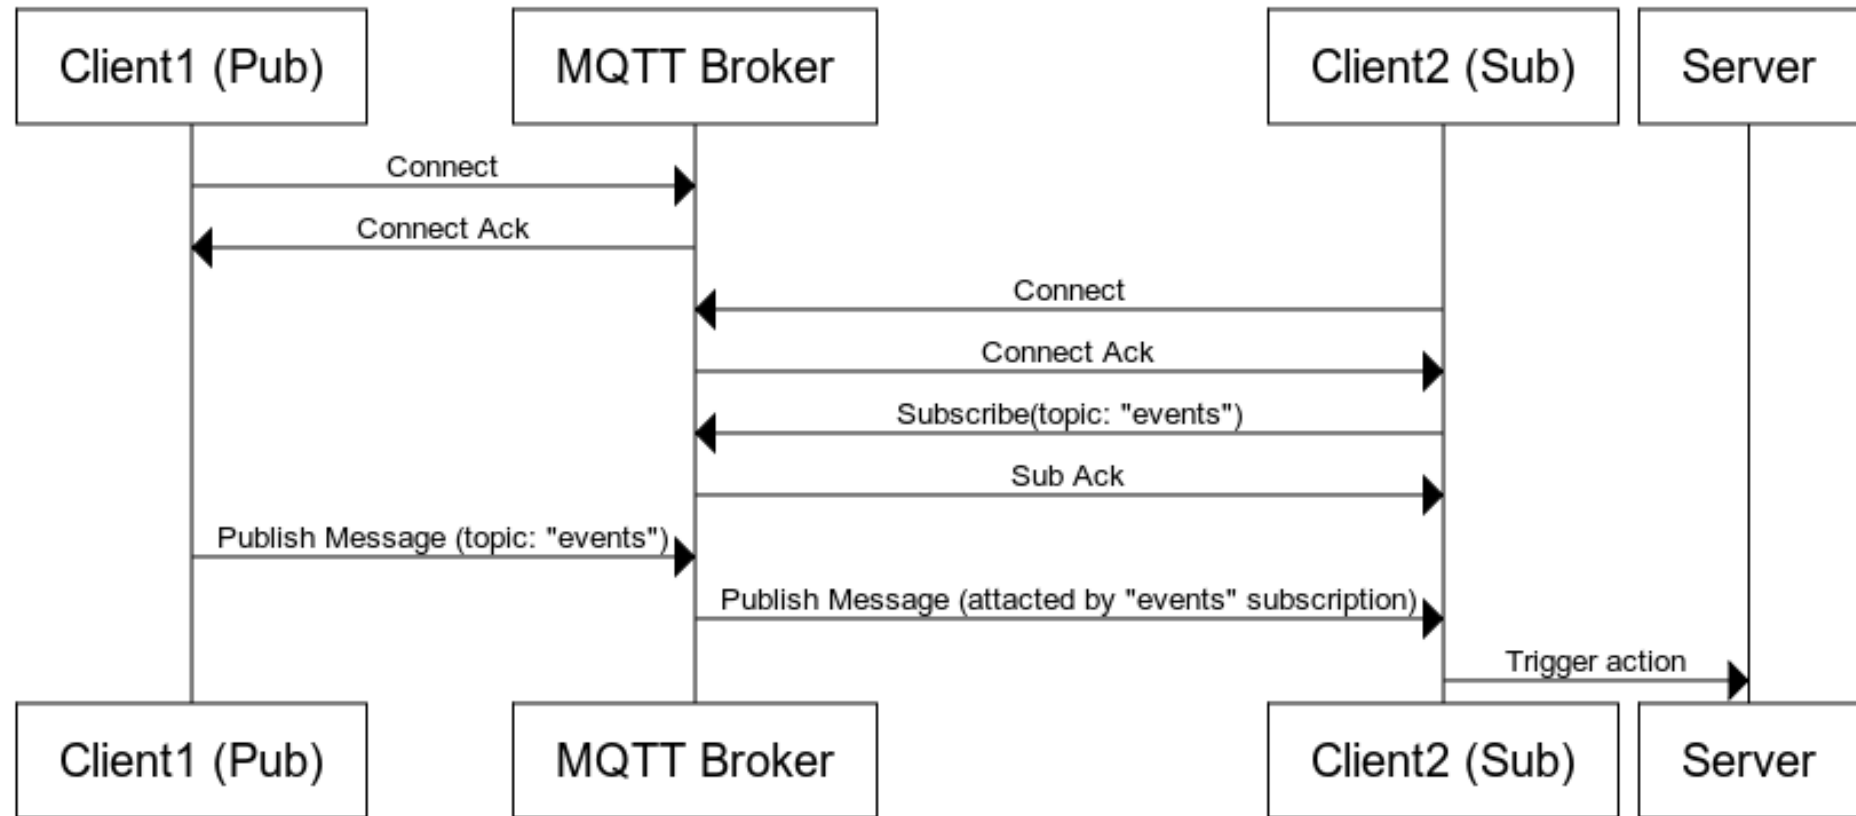 Client1 (Pub)
MQTT Broker
Client2 (Sub)
Server
Connect
Connect Ack
Connect
Connect Ack
Subscribe(topic: "events")
Sub Ack
Publish Message (topic: "events")
Publish Message (attacted by "events" subscription)
Trigger action
Client1 (Pub)
MQTT Broker
Client2 (Sub)
Server